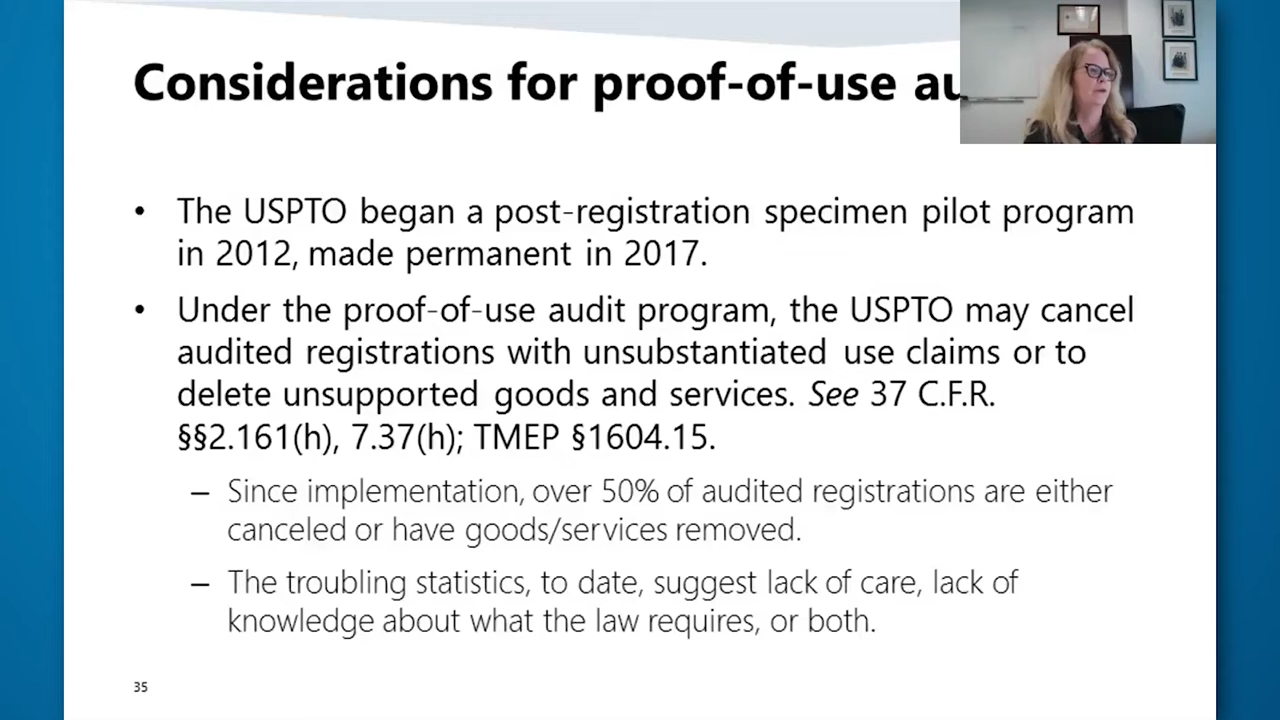 Considerations for proof-of-use
• The USPTO began a post-registration specimen pilot program
in 2012, made permanent in 2017.
• Under the proof-of-use audit program, the USPTO may cancel
audited registrations with unsubstantiated use claims or to
delete unsupported goods and services. See 37 C.F.R.
§§2.161(h), 7.37(h); TMEP §1604.15.
– Since implementation, over 50% of audited registrations are either
canceled or have goods/services removed.
– The troubling statistics, to date, suggest lack of care, lack of
knowledge about what the law requires, or both.
35